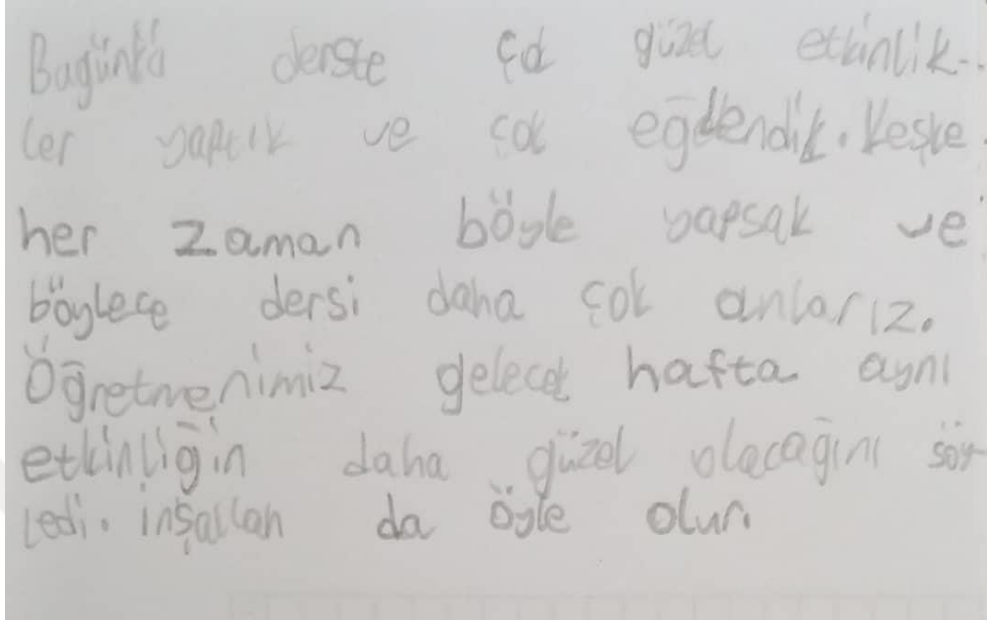 Bugünkü derste çok güzel etkinlik-
ler yaptık ve çok eğlendik. Keşke
her zaman böyle yapsak ve
böylece dersi daha çok anlarız.
Öğretmenimiz gelecek hafta aynı
etkinliğin daha güzel olacağını söy-
ledi. inşallah da öyle olur.